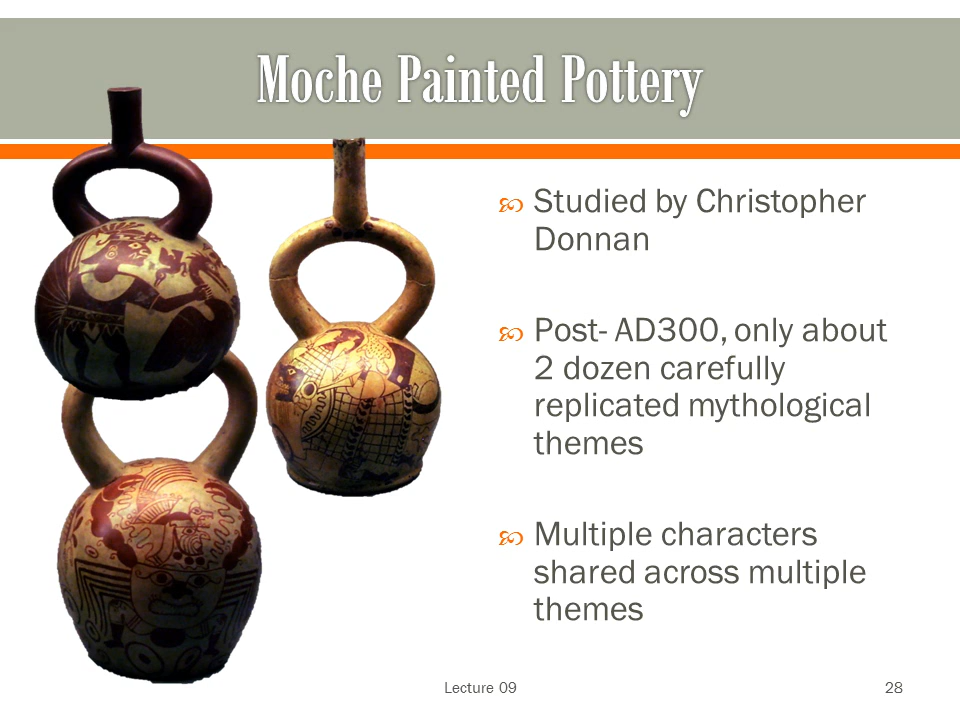 Moche Painted Pottery
Studied by Christopher
Donnan
Post- AD300, only about
2 dozen carefully
replicated mythological
themes
Multiple characters
shared across multiple
themes
Lecture 09
28